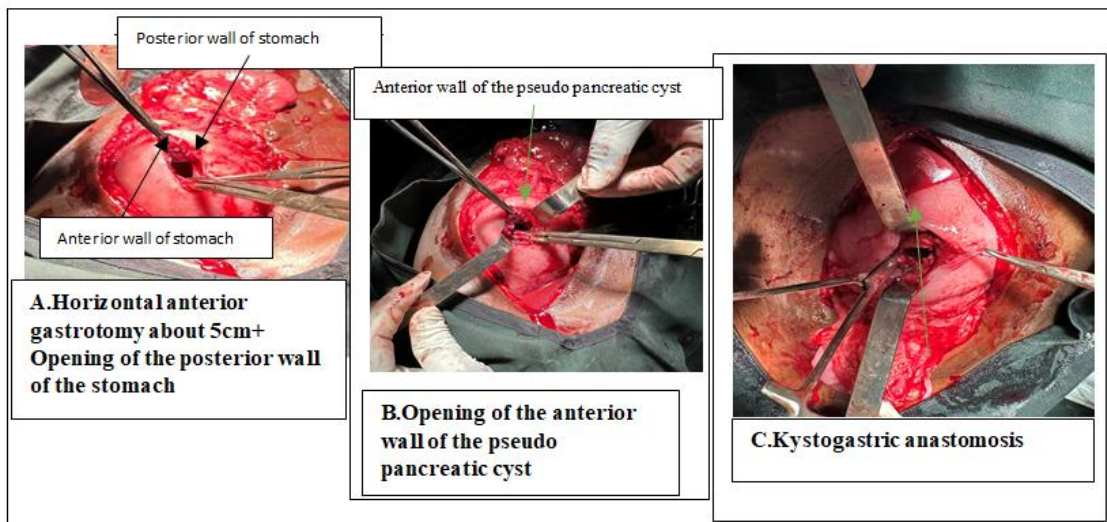 Posterior wall of stomach
Anterior wall of stomach
A.Horizontal anterior
gastrotomy about 5cm+
Opening of the posterior wall
of the stomach
Anterior wall of the pseudo pancreatic cyst
B.Opening of the anterior
wall of the pseudo
pancreatic cyst
C.Kystogastric anastomosis